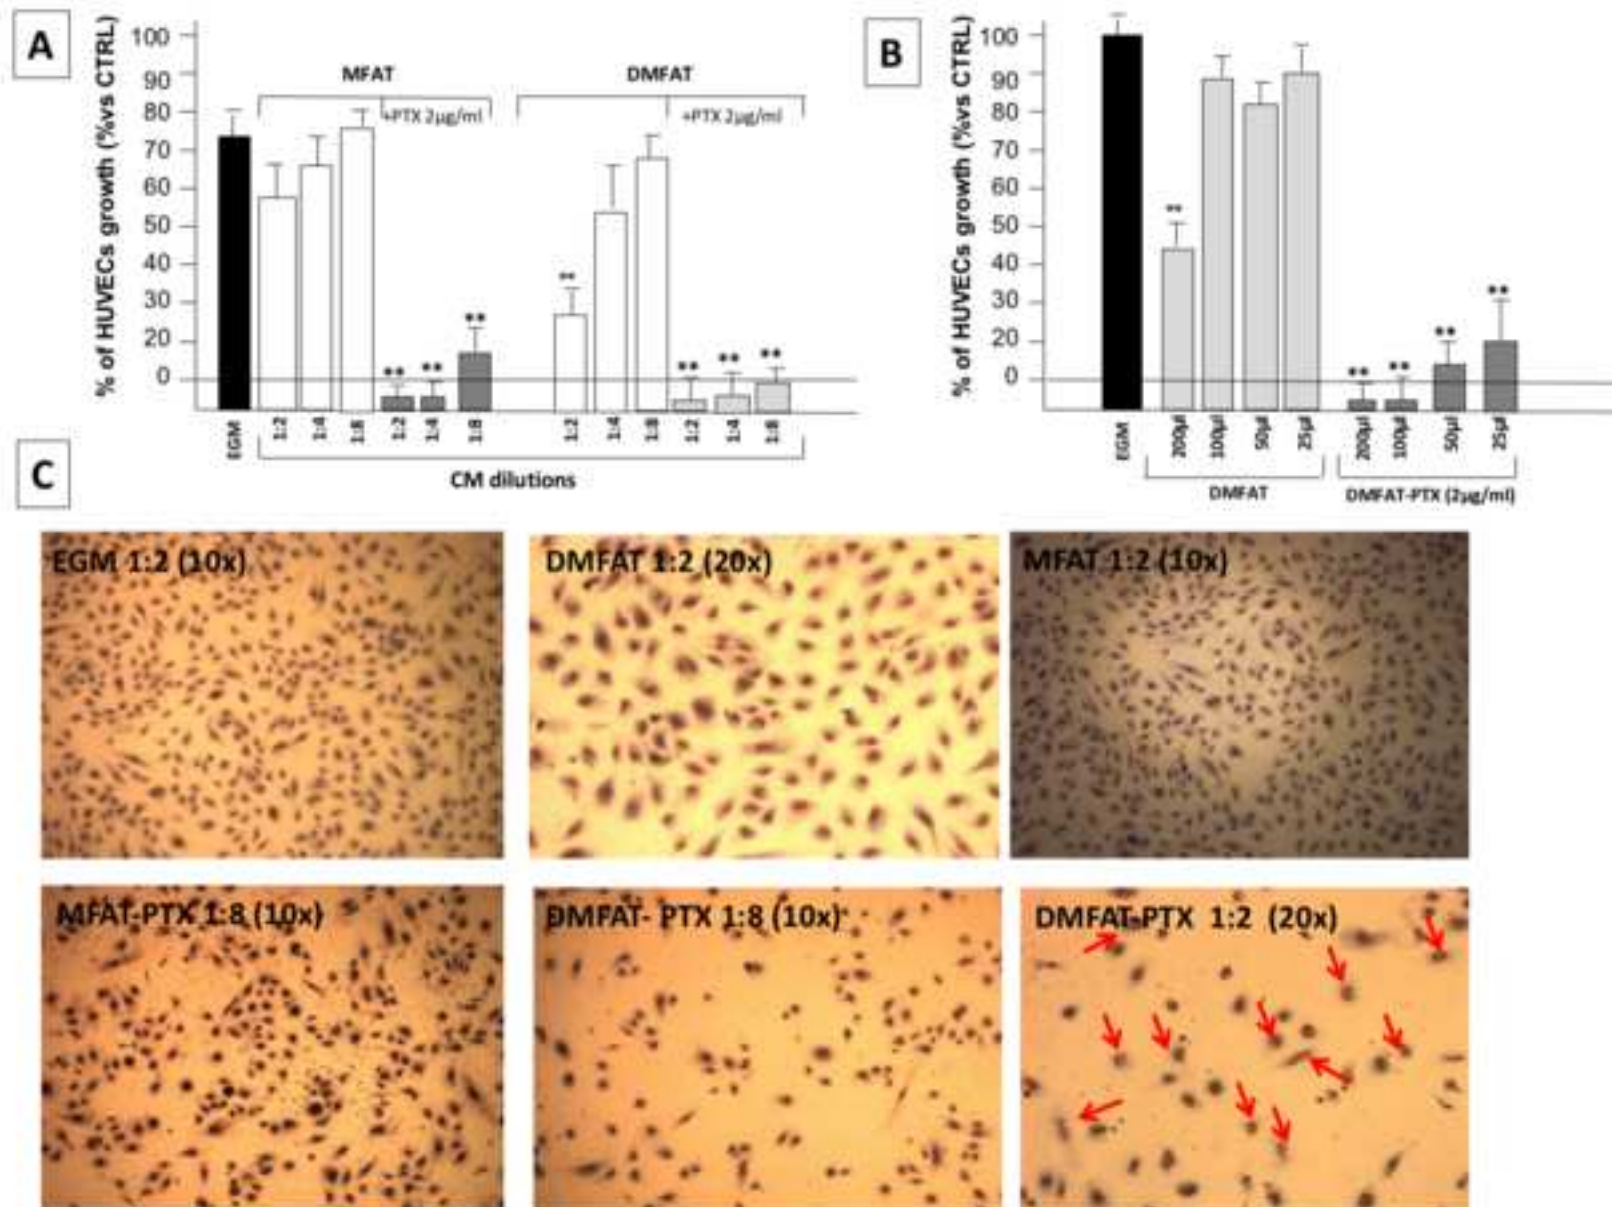 A
% of HUVECs growth (%vs CTRL)
100
90
80
70
60
50
40
30
20
0
MFAT
+PTX 2µg/ml
DMFAT
+PTX 2µg/ml
**
**
**
**
**
**
**
EGM
1:2
1:4
1:8
1:2
1:4
1:8
1:2
1:4
1:8
1:2
1:4
1:8
CM dilutions
B
% of HUVECs growth (%vs CTRL)
100
90
80
70
60
50
40
30
20
0
**
**
**
**
**
EGM
200µl
100µl
50µl
25µl
200µl
100µl
50µl
25µl
DMFAT
DMFAT-PTX (2µg/ml)
C
EGM 1:2 (10x)
DMFAT 1:2 (20x)
MFAT 1:2 (10x)
MFAT-PTX 1:8 (10x)
DMFAT- PTX 1:8 (10x)
DMFAT-PTX 1:2 (20x)